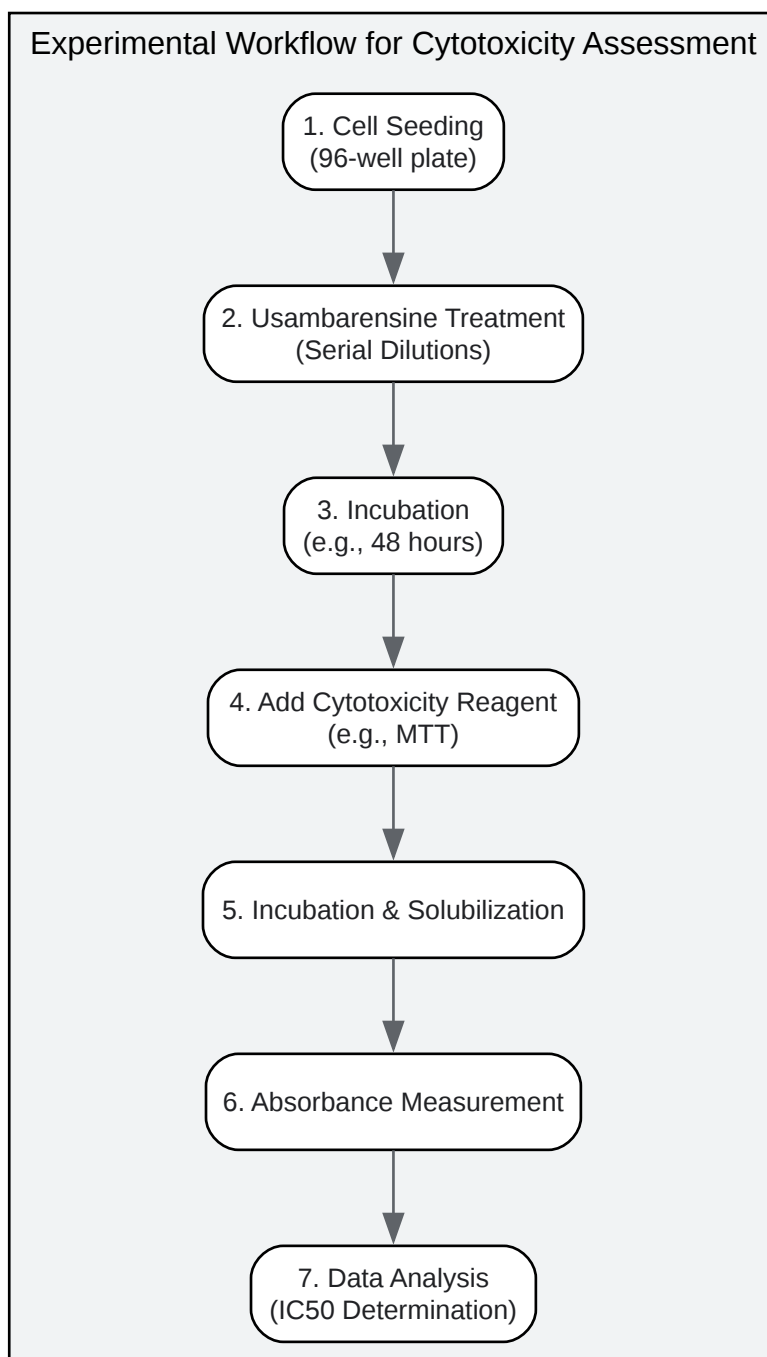 Experimental Workflow for Cytotoxicity Assessment
1. Cell Seeding
(96-well plate)
2. Usambarensine Treatment
(Serial Dilutions)
3. Incubation
(e.g., 48 hours)
4. Add Cytotoxicity Reagent
(e.g., MTT)
5. Incubation & Solubilization
6. Absorbance Measurement
7. Data Analysis
(IC50 Determination)